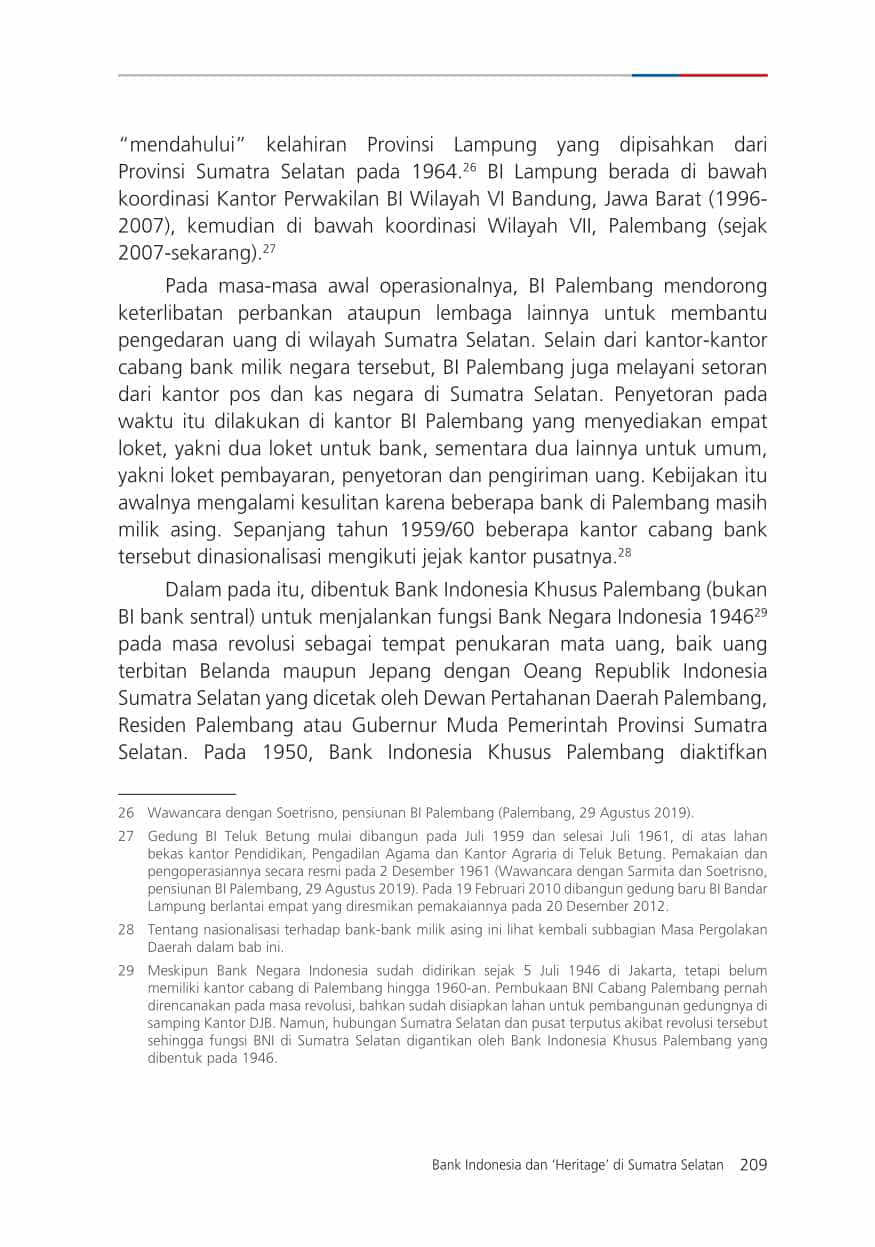 “mendahului” kelahiran Provinsi Lampung yang dipisahkan dari
Provinsi Sumatra Selatan pada 1964.26 BI Lampung berada di bawah
koordinasi Kantor Perwakilan BI Wilayah VI Bandung, Jawa Barat (1996-
2007), kemudian di bawah koordinasi Wilayah VII, Palembang (sejak
2007-sekarang).27
Pada masa-masa awal operasionalnya, BI Palembang mendorong
keterlibatan perbankan ataupun lembaga lainnya untuk membantu
pengedaran uang di wilayah Sumatra Selatan. Selain dari kantor-kantor
cabang bank milik negara tersebut, BI Palembang juga melayani setoran
dari kantor pos dan kas negara di Sumatra Selatan. Penyetoran pada
waktu itu dilakukan di kantor BI Palembang yang menyediakan empat
loket, yakni dua loket untuk bank, sementara dua lainnya untuk umum,
yakni loket pembayaran, penyetoran dan pengiriman uang. Kebijakan itu
awalnya mengalami kesulitan karena beberapa bank di Palembang masih
milik asing. Sepanjang tahun 1959/60 beberapa kantor cabang bank
tersebut dinasionalisasi mengikuti jejak kantor pusatnya.28
Dalam pada itu, dibentuk Bank Indonesia Khusus Palembang (bukan
BI bank sentral) untuk menjalankan fungsi Bank Negara Indonesia 194629
pada masa revolusi sebagai tempat penukaran mata uang, baik uang
terbitan Belanda maupun Jepang dengan Oeang Republik Indonesia
Sumatra Selatan yang dicetak oleh Dewan Pertahanan Daerah Palembang,
Residen Palembang atau Gubernur Muda Pemerintah Provinsi Sumatra
Selatan. Pada 1950, Bank Indonesia Khusus Palembang diaktifkan
26 Wawancara dengan Soetrisno, pensiunan BI Palembang (Palembang, 29 Agustus 2019).
27 Gedung BI Teluk Betung mulai dibangun pada Juli 1959 dan selesai Juli 1961, di atas lahan
bekas kantor Pendidikan, Pengadilan Agama dan Kantor Agraria di Teluk Betung. Pemakaian dan
pengoperasiannya secara resmi pada 2 Desember 1961 (Wawancara dengan Sarmita dan Soetrisno,
pensiunan BI Palembang, 29 Agustus 2019). Pada 19 Februari 2010 dibangun gedung baru BI Bandar
Lampung berlantai empat yang diresmikan pemakaiannya pada 20 Desember 2012.
28 Tentang nasionalisasi terhadap bank-bank milik asing ini lihat kembali subbagian Masa Pergolakan
Daerah dalam bab ini.
29 Meskipun Bank Negara Indonesia sudah didirikan sejak 5 Juli 1946 di Jakarta, tetapi belum
memiliki kantor cabang di Palembang hingga 1960-an. Pembukaan BNI Cabang Palembang pernah
direncanakan pada masa revolusi, bahkan sudah disiapkan lahan untuk pembangunan gedungnya di
samping Kantor DJB. Namun, hubungan Sumatra Selatan dan pusat terputus akibat revolusi tersebut
sehingga fungsi BNI di Sumatra Selatan digantikan oleh Bank Indonesia Khusus Palembang yang
dibentuk pada 1946.
Bank Indonesia dan ‘Heritage’ di Sumatra Selatan 209